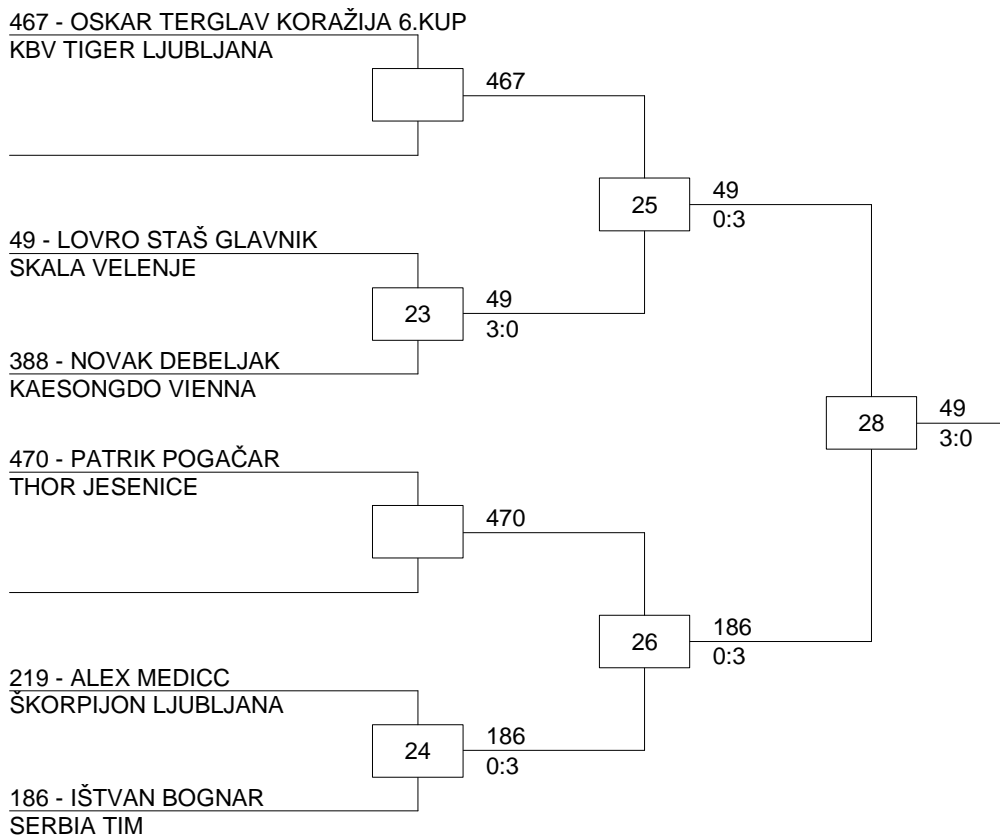 467 - OSKAR TERGLAV KORAŽIJA 6.KUP
KBV TIGER LJUBLJANA
467
25
49
0:3
49 - LOVRO STAŠ GLAVNIK
SKALA VELENJE
23
49
3:0
388 - NOVAK DEBELJAK
KAESONGDO VIENNA
28
49
3:0
470 - PATRIK POGAČAR
THOR JESENICE
470
26
186
0:3
219 - ALEX MEDICC
ŠKORPIJON LJUBLJANA
24
186
0:3
186 - IŠTVAN BOGNAR
SERBIA TIM